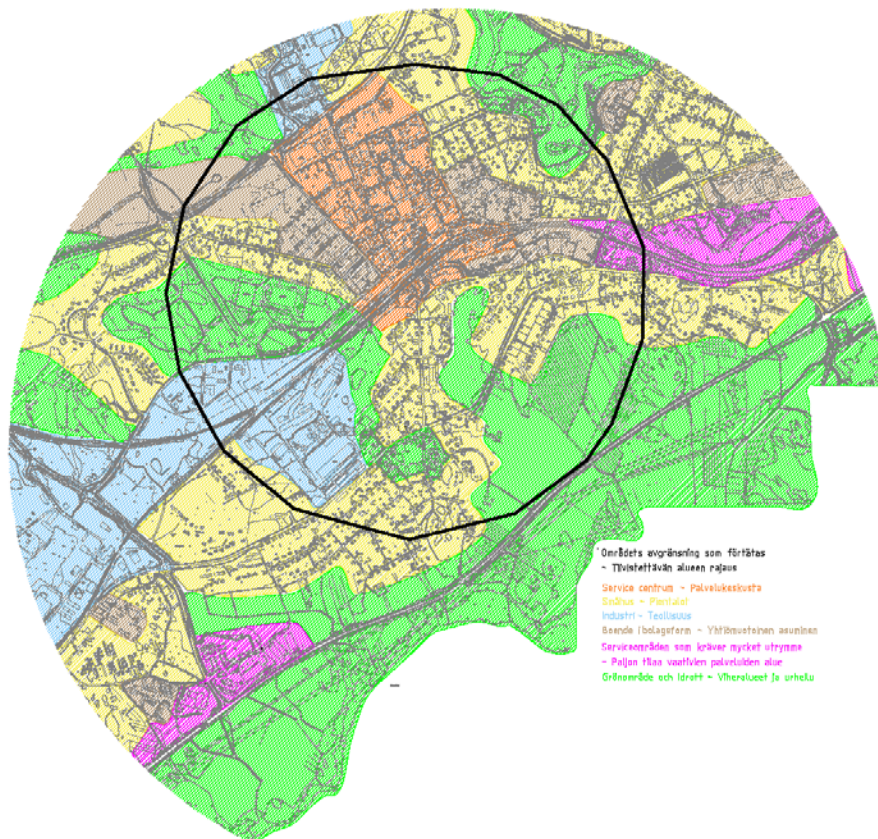 Områdets avgränsning som förtätas
- Tiivistettävän alueen rajaus
Service centrum - Palvelukeskusta
Småhus - Pientalot
Industri - Teollisuus
Boende i bolagsform - Yhtiömuotoinen asuminen
Serviceområden som kräver mycket utrymme
- Paljon tilaa vaativien palveluiden alue
Grönområde och idrott - Viheralueet ja urheilu